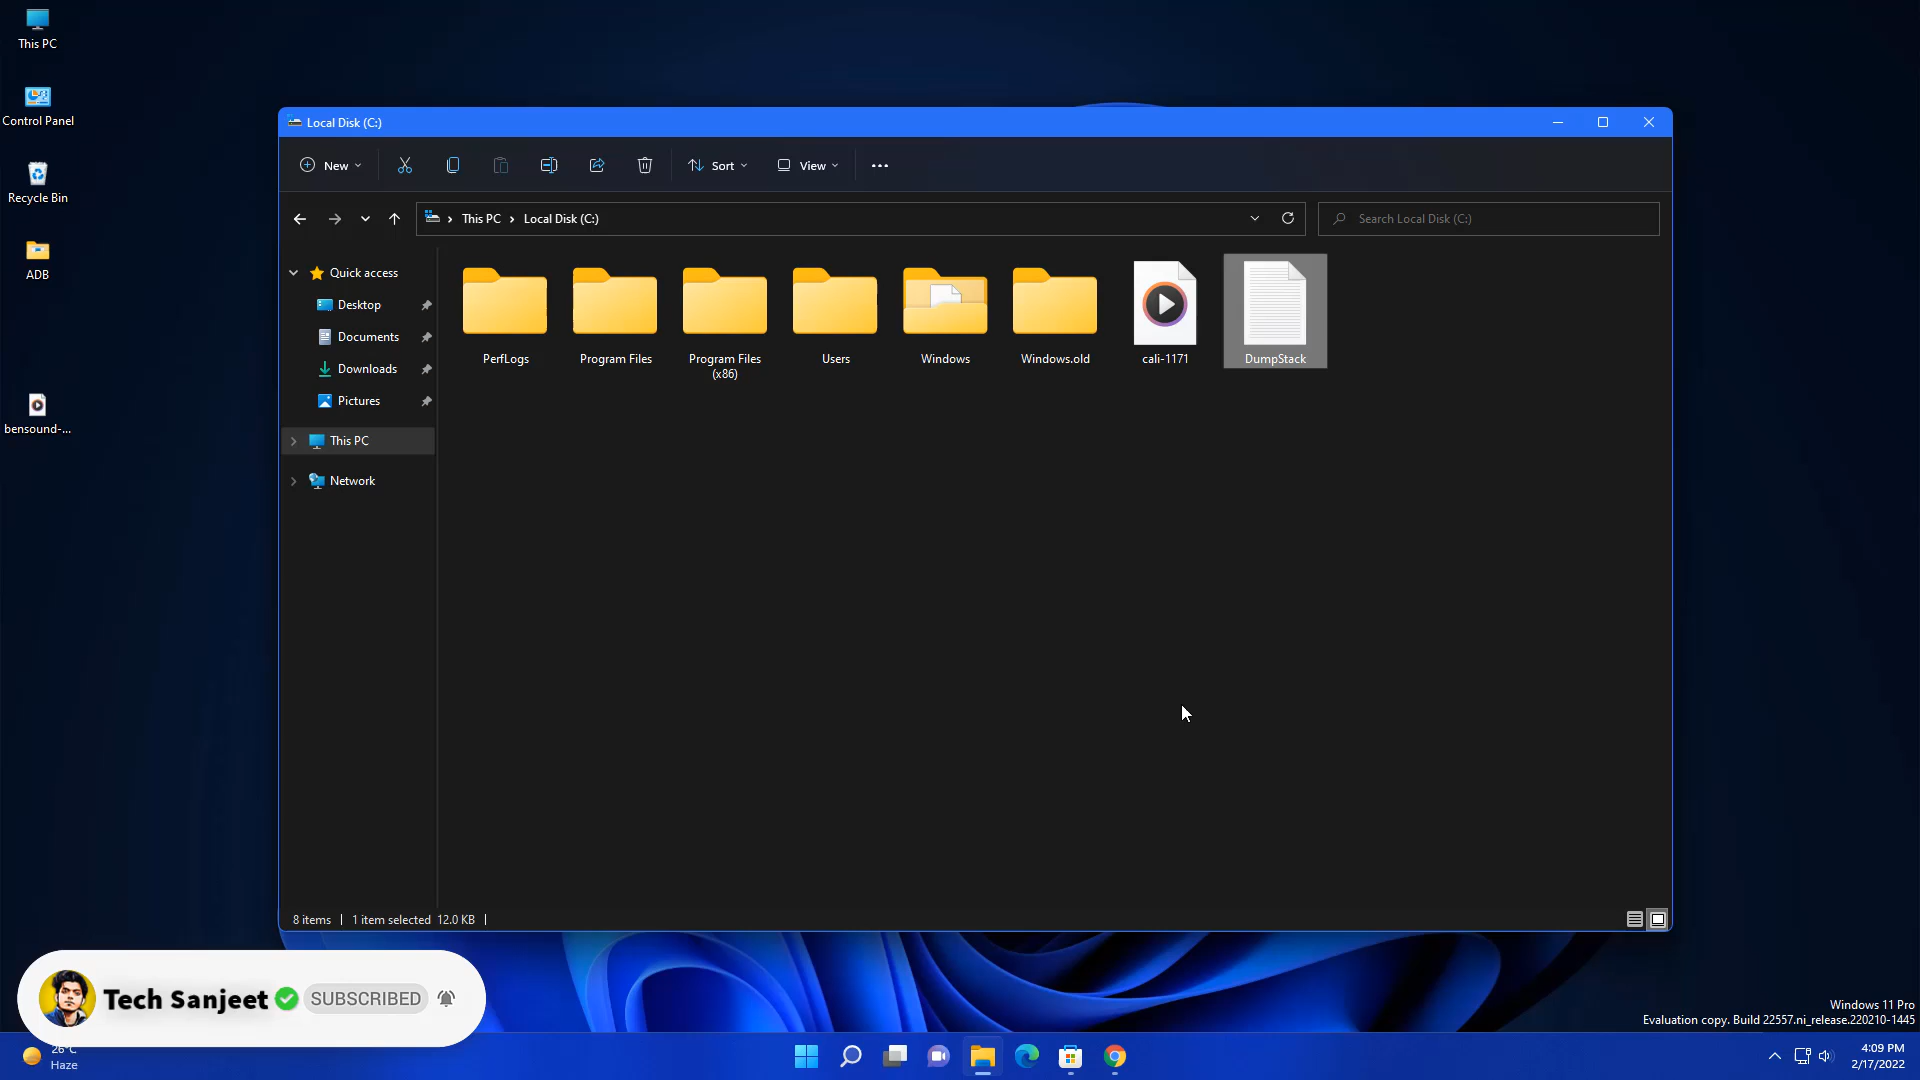 This PC
Control Panel
Recycle Bin
ADB
bensound-...
Local Disk (C:)
New
Sort
View
This PC
Local Disk (C:)
Search Local Disk (C:)
Quick access
Desktop
Documents
Downloads
Pictures
This PC
Network
PerfLogs
Program Files
Program Files
(x86)
Users
Windows
Windows.old
cali-1171
DumpStack
8 items
1 item selected 12.0 KB
Tech Sanjeet
SUBSCRIBED
Windows 11 Pro
Evaluation copy. Build 22557.ni_release.220210-1445
26°C
Haze
4:09 PM
2/17/2022